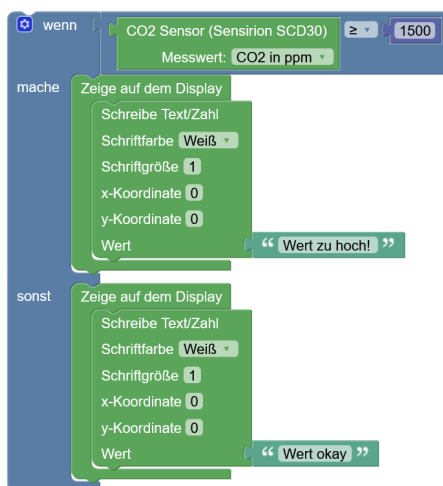 wenn CO2 Sensor (Sensirion SCD30) ≥ 1500
Messwert: CO2 in ppm
mache Zeige auf dem Display
Schreibe Text/Zahl
Schriftfarbe Weiß
Schriftgröße 1
x-Koordinate 0
y-Koordinate 0
Wert “ Wert zu hoch! ”
sonst Zeige auf dem Display
Schreibe Text/Zahl
Schriftfarbe Weiß
Schriftgröße 1
x-Koordinate 0
y-Koordinate 0
Wert “ Wert okay ”